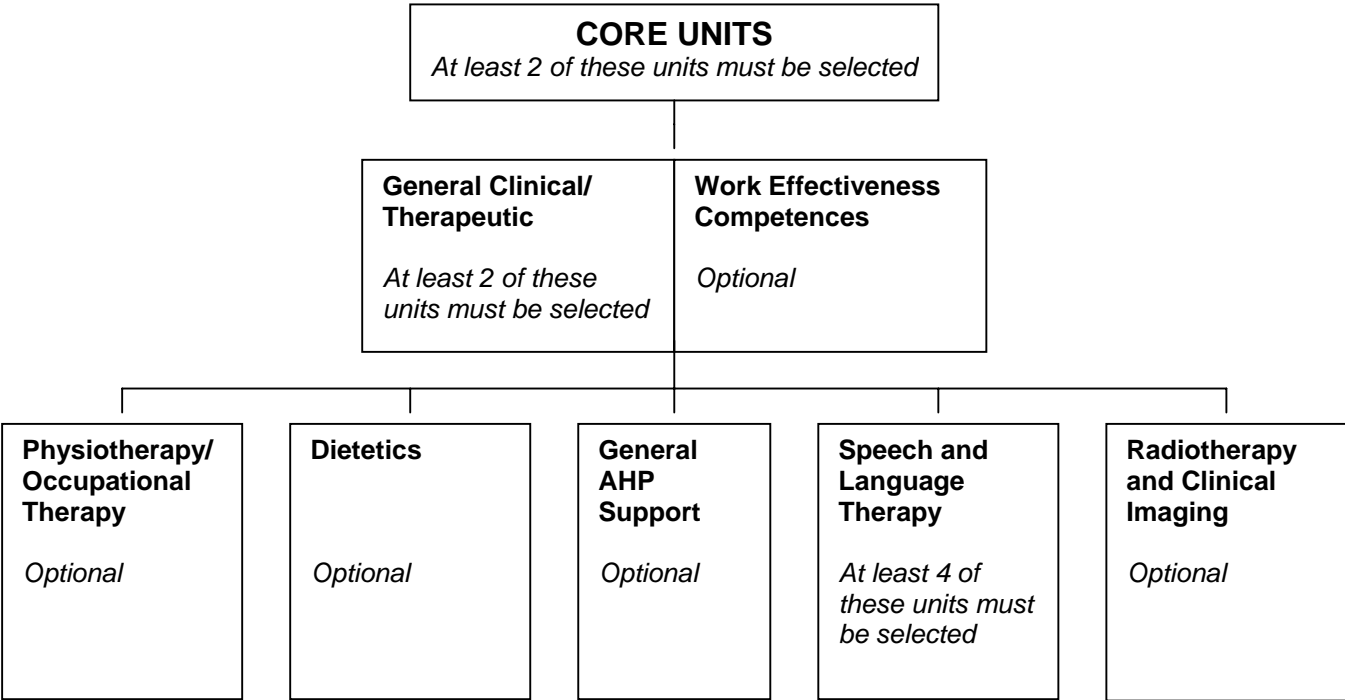 CORE UNITS
At least 2 of these units must be selected
General Clinical/
Therapeutic
At least 2 of these
units must be selected
Work Effectiveness
Competences
Optional
Physiotherapy/
Occupational
Therapy
Optional
Dietetics
Optional
General
AHP
Support
Optional
Speech and
Language
Therapy
At least 4 of
these units must
be selected
Radiotherapy
and Clinical
Imaging
Optional